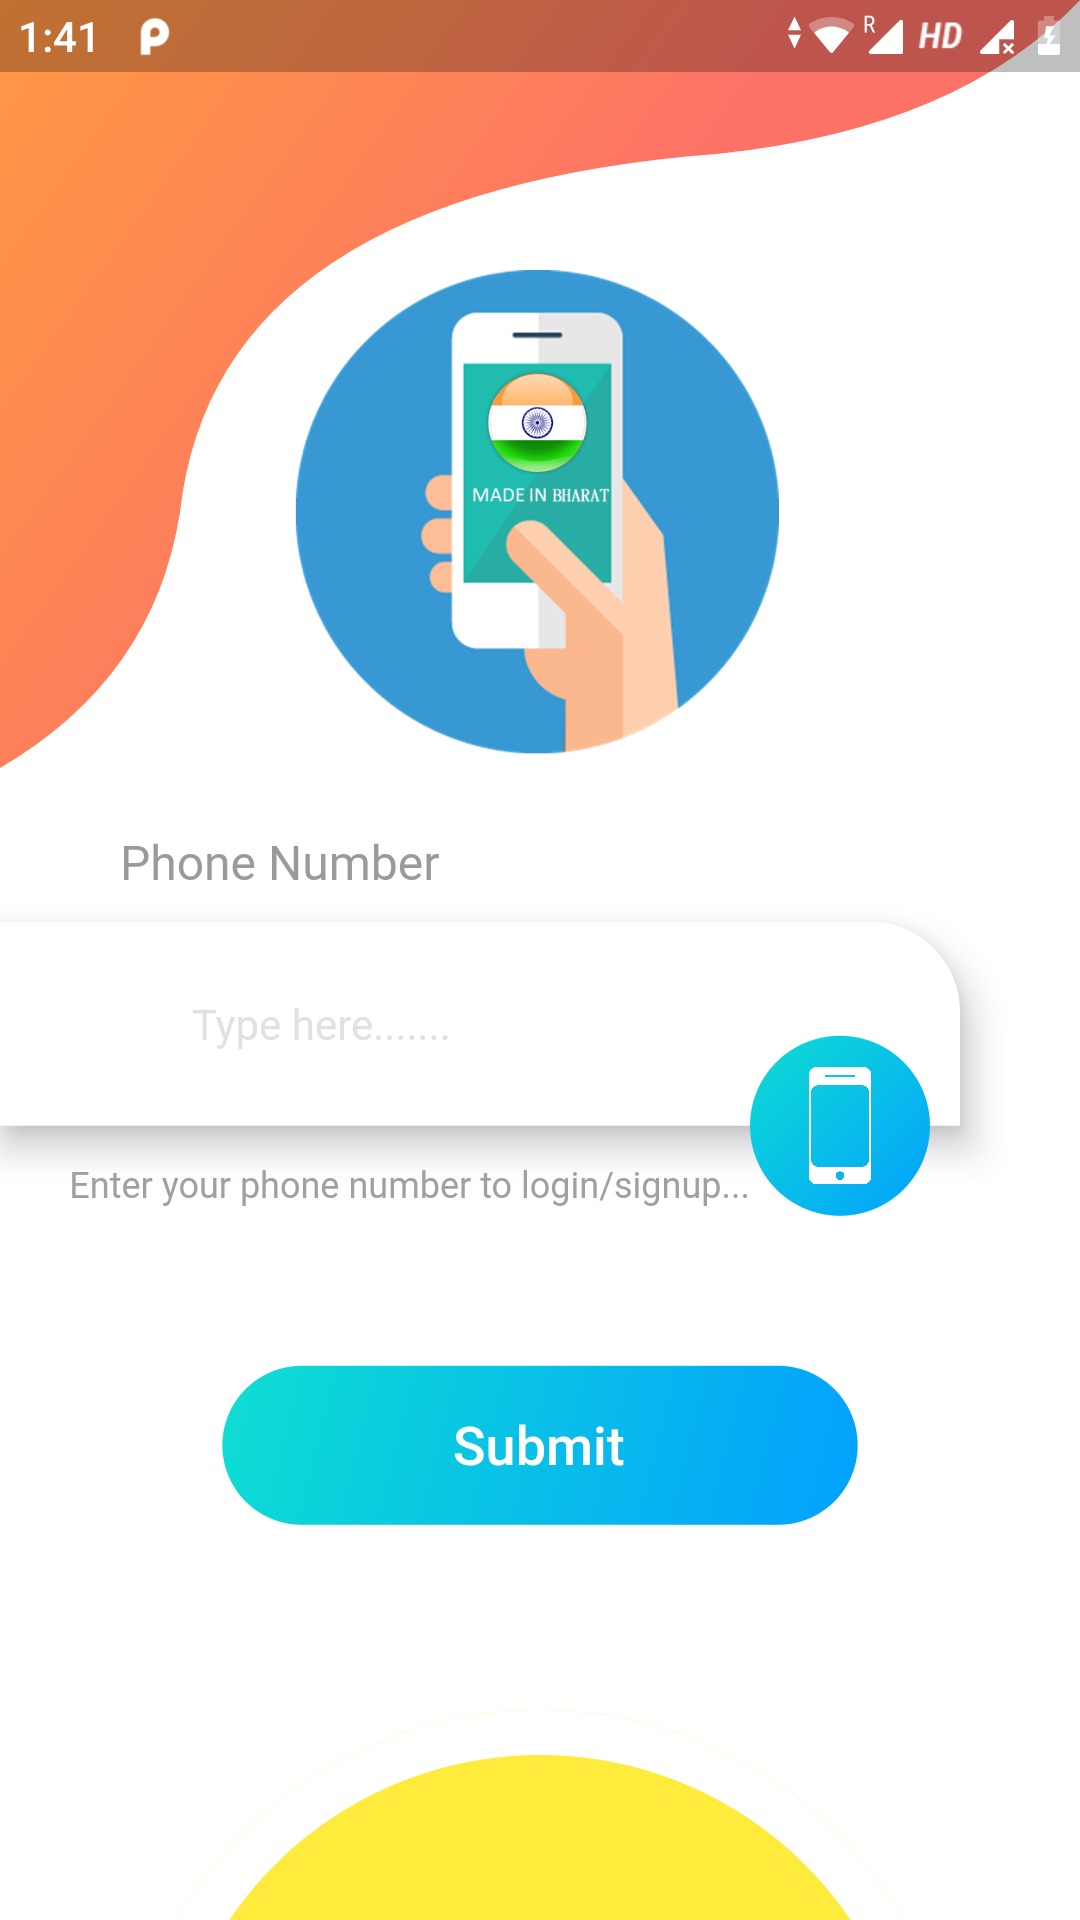 1:41 R HD
MADE IN BHARAT
Phone Number
Type here.......
Enter your phone number to login/signup...
Submit